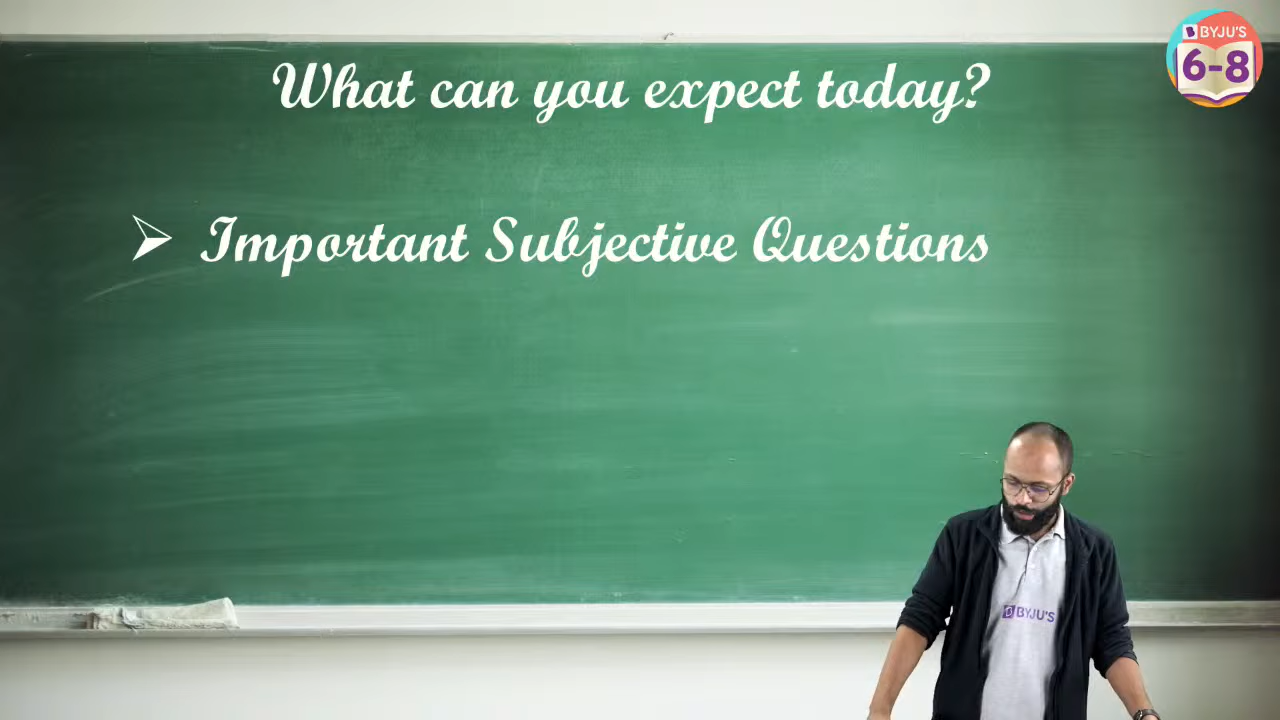 BYJU'S
6-8
What can you expect today?
Important Subjective Questions
BYJU'S